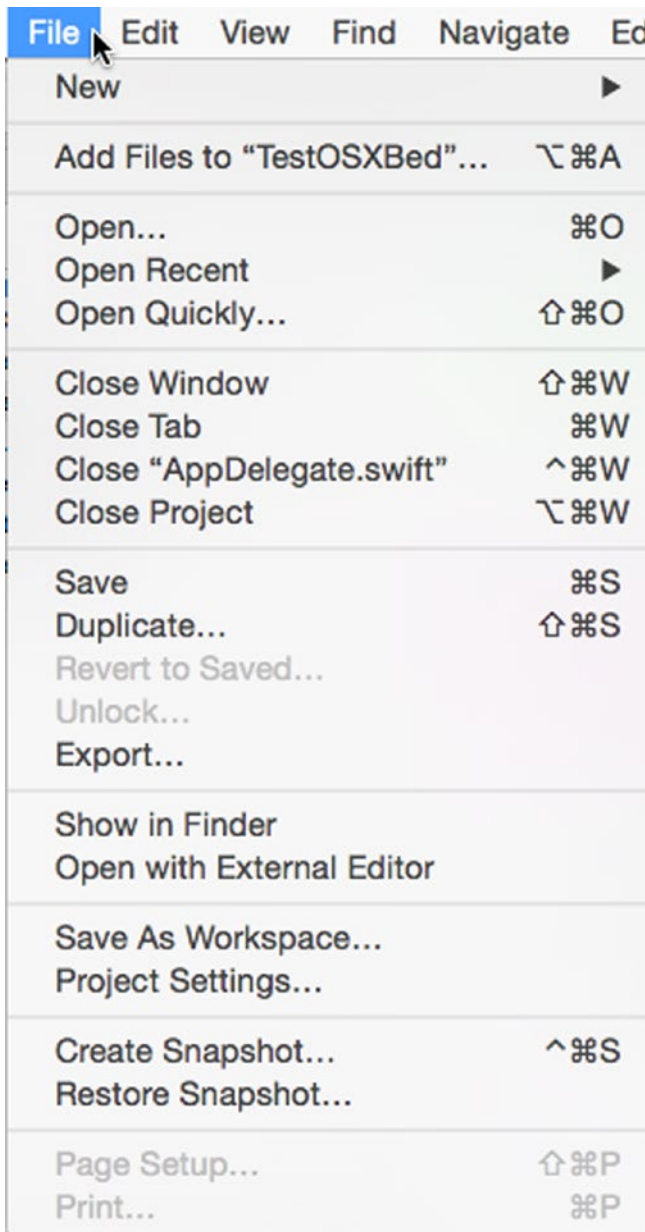 File Edit View Find Navigate Ed
New ▶
Add Files to “TestOSXBed”... ⌥⌘A
Open... ⌘O
Open Recent ▶
Open Quickly... ⇧⌘O
Close Window ⇧⌘W
Close Tab ⌘W
Close “AppDelegate.swift” ^⌘W
Close Project ⌥⌘W
Save ⌘S
Duplicate... ⇧⌘S
Revert to Saved...
Unlock...
Export...
Show in Finder
Open with External Editor
Save As Workspace...
Project Settings...
Create Snapshot... ^⌘S
Restore Snapshot...
Page Setup... ⇧⌘P
Print... ⌘P